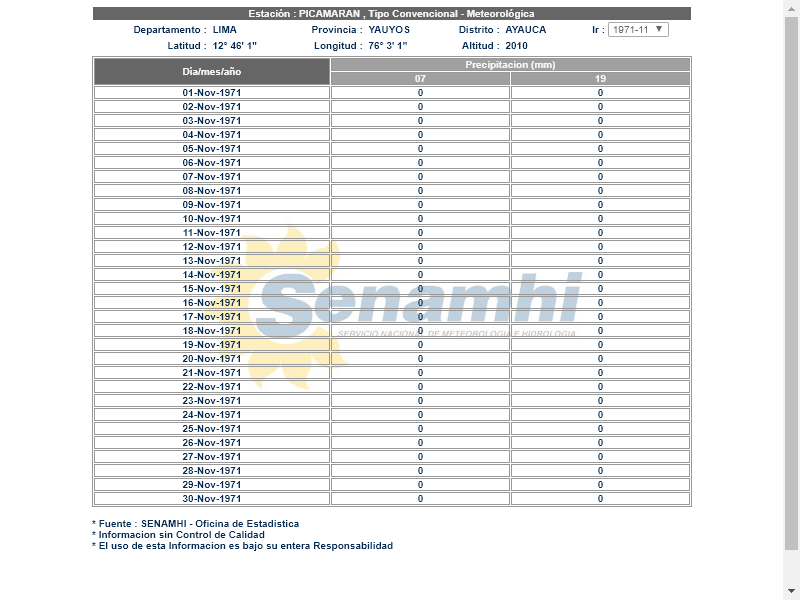 Estación : PICAMARAN , Tipo Convencional - Meteorológica
Departamento : LIMA Provincia : YAUYOS Distrito : AYAUCA Ir : 1971-11
Latitud : 12° 46' 1" Longitud : 76° 3' 1" Altitud : 2010
Dia/mes/año Precipitacion (mm)
07 19
01-Nov-1971 0 0
02-Nov-1971 0 0
03-Nov-1971 0 0
04-Nov-1971 0 0
05-Nov-1971 0 0
06-Nov-1971 0 0
07-Nov-1971 0 0
08-Nov-1971 0 0
09-Nov-1971 0 0
10-Nov-1971 0 0
11-Nov-1971 0 0
12-Nov-1971 0 0
13-Nov-1971 0 0
14-Nov-1971 0 0
15-Nov-1971 0 0
16-Nov-1971 0 0
17-Nov-1971 0 0
18-Nov-1971 0 0
19-Nov-1971 0 0
20-Nov-1971 0 0
21-Nov-1971 0 0
22-Nov-1971 0 0
23-Nov-1971 0 0
24-Nov-1971 0 0
25-Nov-1971 0 0
26-Nov-1971 0 0
27-Nov-1971 0 0
28-Nov-1971 0 0
29-Nov-1971 0 0
30-Nov-1971 0 0
Senamhi
SERVICIO NACIONAL DE METEOROLOGIA E HIDROLOGIA
* Fuente : SENAMHI - Oficina de Estadistica
* Informacion sin Control de Calidad
* El uso de esta Informacion es bajo su entera Responsabilidad